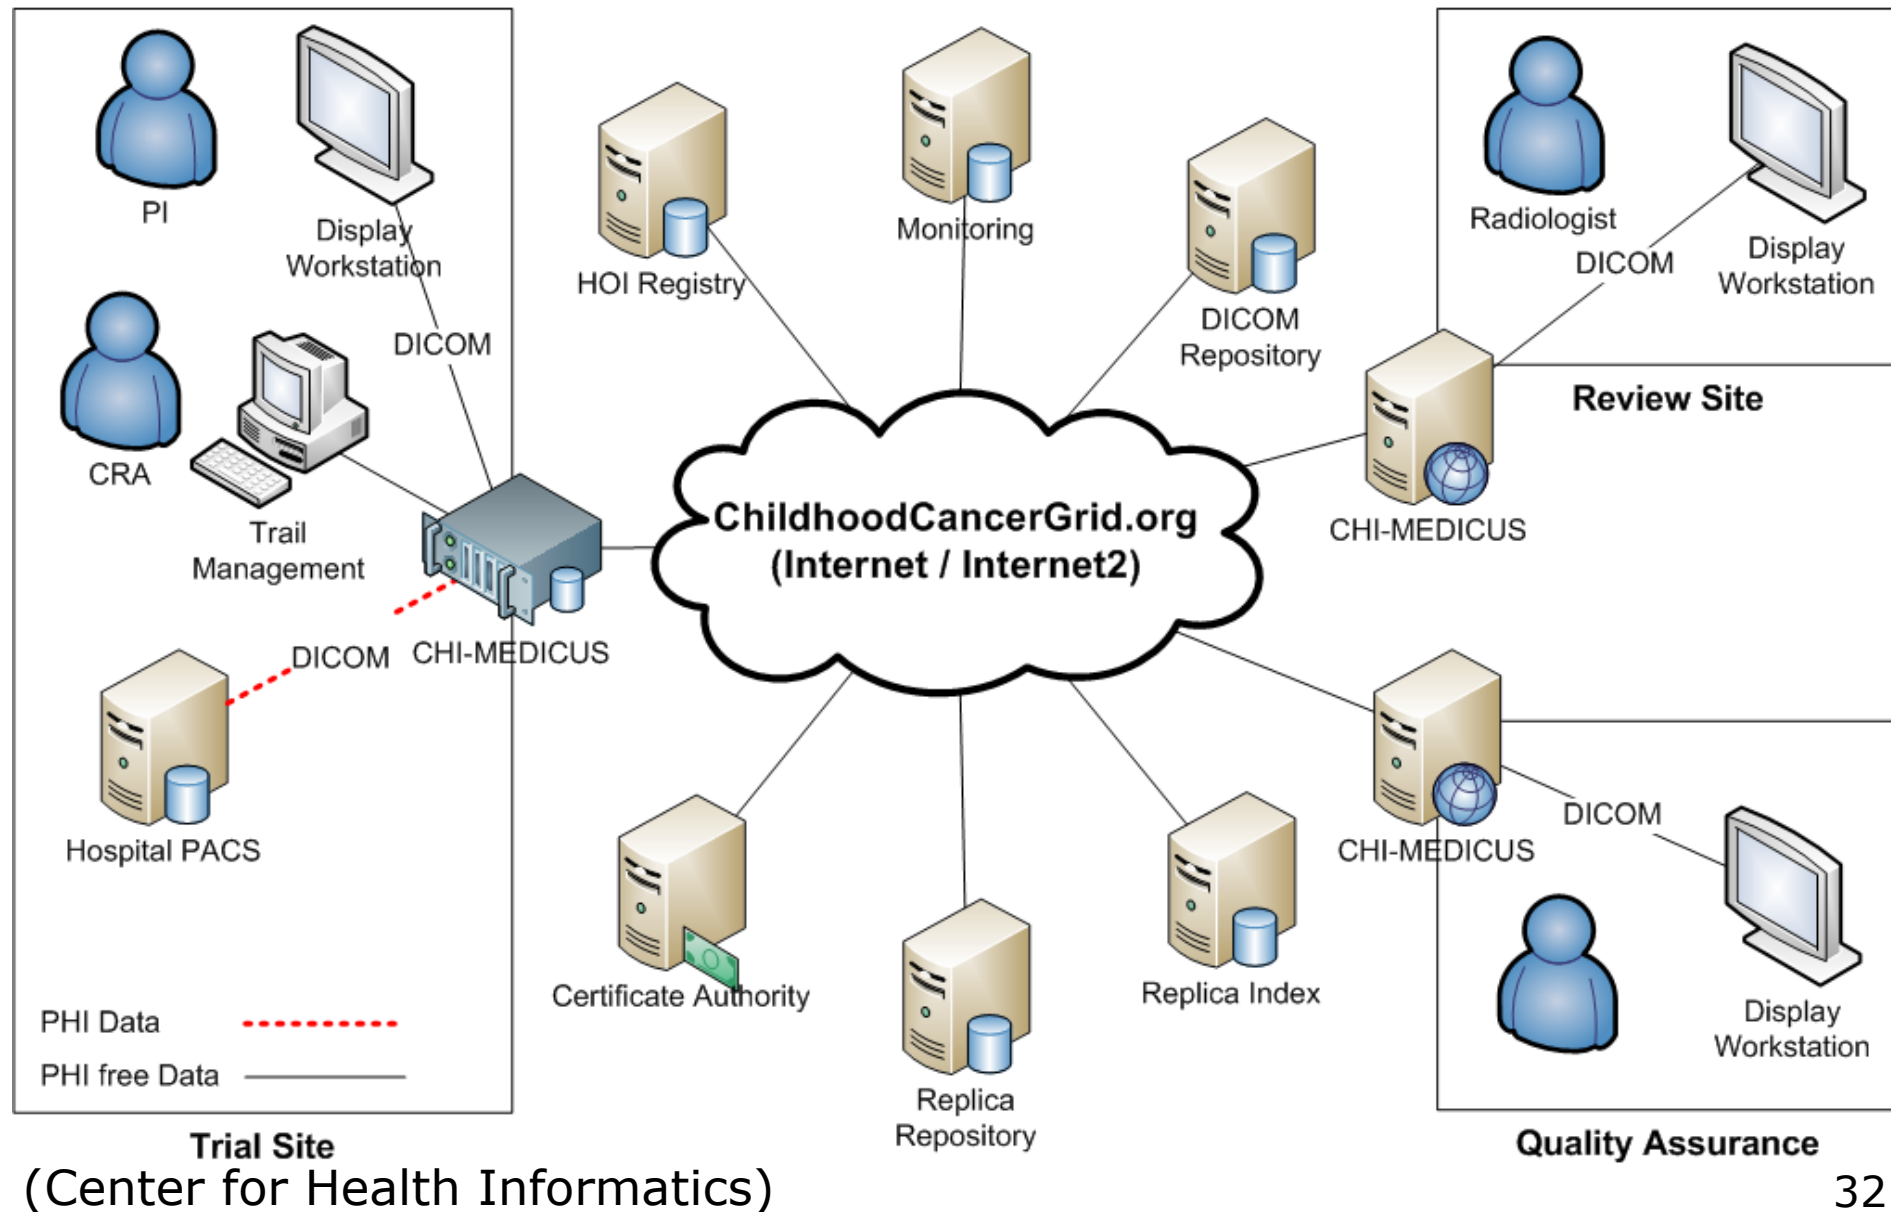 PI
Display
Workstation
DICOM
CRA
Trail
Management
DICOM
CHI-MEDICUS
Hospital PACS
PHI Data
PHI free Data
Trial Site
HOI Registry
Monitoring
DICOM
Repository
ChildhoodCancerGrid.org
(Internet / Internet2)
Certificate Authority
Replica
Repository
Replica Index
Radiologist
DICOM
Display
Workstation
Review Site
CHI-MEDICUS
CHI-MEDICUS
DICOM
Display
Workstation
Quality Assurance
(Center for Health Informatics)
32